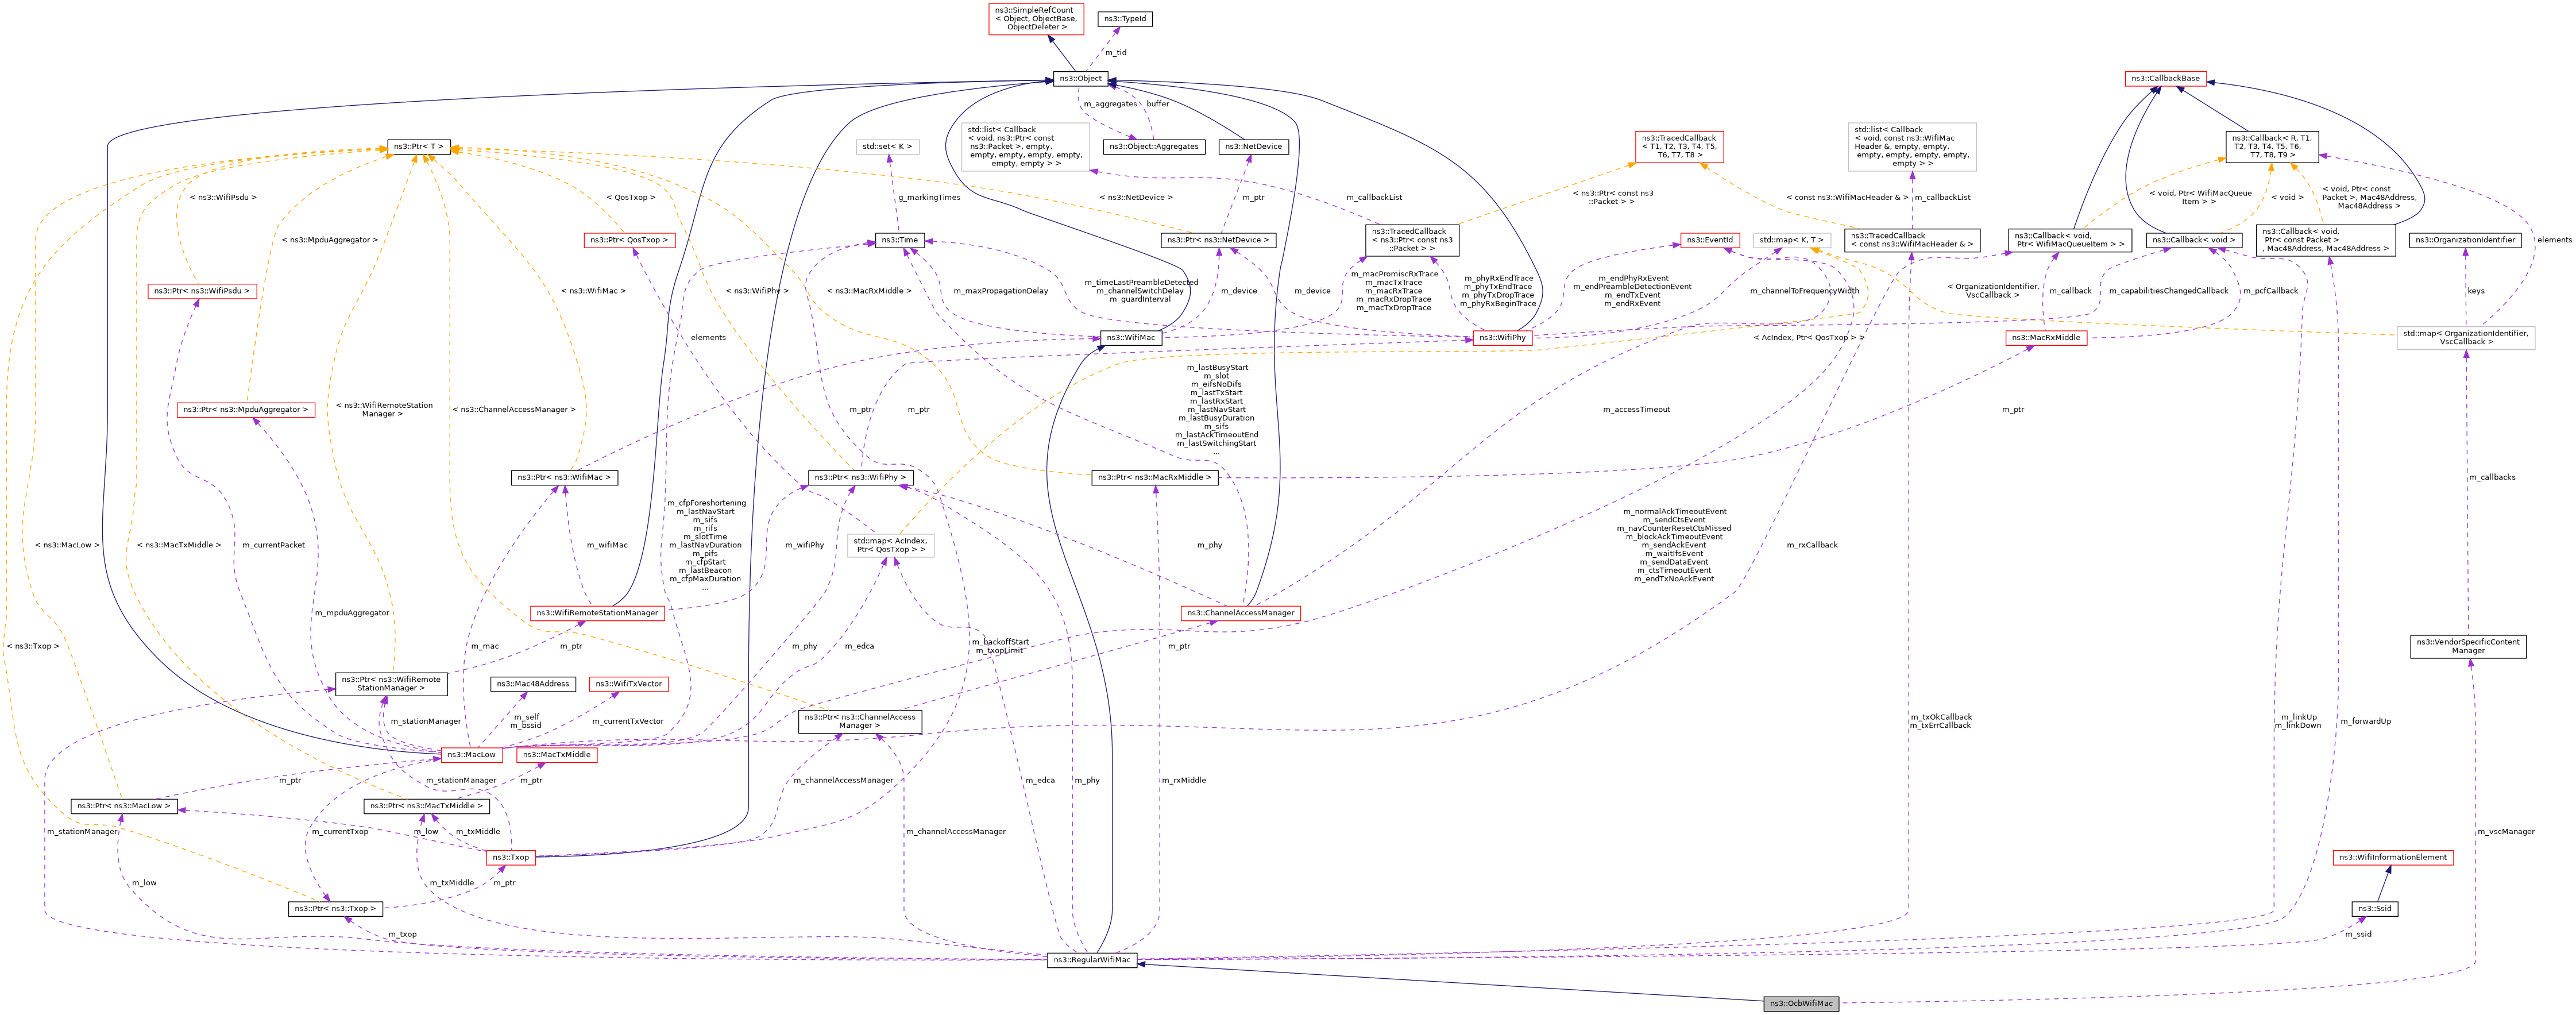 ns3::SimpleRefCount
< Object, ObjectBase,
ObjectDeleter >
ns3::TypeId
m_tid
ns3::Object
ns3::CallbackBase
m_aggregates
buffer
std::list< Callback
< void, ns3::Ptr< const
ns3::Packet >, empty,
empty, empty, empty, empty,
empty, empty > >
ns3::TracedCallback
< T1, T2, T3, T4, T5,
T6, T7, T8 >
std::list< Callback
< void, const ns3::WifiMac
Header &, empty, empty,
empty, empty, empty, empty,
empty > >
ns3::Callback< R, T1,
T2, T3, T4, T5, T6,
T7, T8, T9 >
ns3::Ptr< T >
std::set< K >
ns3::Object::Aggregates
ns3::NetDevice
< ns3::WifiPsdu >
< QosTxop >
g_markingTimes
< ns3::NetDevice >
m_ptr
m_callbackList
< ns3::Ptr< const ns3
::Packet > >
< const ns3::WifiMacHeader & >
m_callbackList
< void, Ptr< WifiMacQueue
Item > >
< void >
< void, Ptr< const
Packet >, Mac48Address,
Mac48Address >
< ns3::MpduAggregator >
ns3::Ptr< QosTxop >
ns3::Time
ns3::Ptr< ns3::NetDevice >
ns3::TracedCallback
< ns3::Ptr< const ns3
::Packet > >
ns3::EventId
std::map< K, T >
ns3::TracedCallback
< const ns3::WifiMacHeader & >
ns3::Callback< void,
Ptr< WifiMacQueueItem > >
ns3::Callback< void >
ns3::Callback< void,
Ptr< const Packet >
, Mac48Address, Mac48Address >
ns3::OrganizationIdentifier
elements
ns3::Ptr< ns3::WifiPsdu >
< ns3::WifiMac >
< ns3::WifiPhy >
< ns3::MacRxMiddle >
m_maxPropagationDelay
m_timeLastPreambleDetected
m_channelSwitchDelay
m_guardInterval
m_device
m_device
m_macPromiscRxTrace
m_macTxTrace
m_macRxTrace
m_macRxDropTrace
m_macTxDropTrace
m_phyRxEndTrace
m_phyTxEndTrace
m_phyTxDropTrace
m_phyRxBeginTrace
m_endPhyRxEvent
m_endPreambleDetectionEvent
m_endTxEvent
m_endRxEvent
m_channelToFrequencyWidth
< OrganizationIdentifier,
VscCallback >
m_callback
m_capabilitiesChangedCallback
m_pcfCallback
keys
elements
ns3::WifiMac
ns3::WifiPhy
< AcIndex, Ptr< QosTxop > >
ns3::MacRxMiddle
std::map< OrganizationIdentifier,
VscCallback >
ns3::Ptr< ns3::MpduAggregator >
< ns3::WifiRemoteStation
Manager >
< ns3::ChannelAccessManager >
m_ptr
m_ptr
m_lastBusyStart
m_slot
m_eifsNoDifs
m_lastTxStart
m_lastRxStart
m_lastNavStart
m_lastBusyDuration
m_sifs
m_lastAckTimeoutEnd
m_lastSwitchingStart
...
m_accessTimeout
m_ptr
ns3::Ptr< ns3::WifiMac >
ns3::Ptr< ns3::WifiPhy >
ns3::Ptr< ns3::MacRxMiddle >
m_callbacks
< ns3::MacLow >
< ns3::MacTxMiddle >
m_currentPacket
m_wifiMac
m_cfpForeshortening
m_lastNavStart
m_sifs
m_rifs
m_slotTime
m_lastNavDuration
m_pifs
m_cfpStart
m_lastBeacon
m_cfpMaxDuration
...
m_wifiPhy
std::map< AcIndex,
Ptr< QosTxop > >
m_phy
m_normalAckTimeoutEvent
m_sendCtsEvent
m_navCounterResetCtsMissed
m_blockAckTimeoutEvent
m_sendAckEvent
m_waitIfsEvent
m_sendDataEvent
m_ctsTimeoutEvent
m_endTxNoAckEvent
m_rxCallback
m_mpduAggregator
ns3::WifiRemoteStationManager
ns3::ChannelAccessManager
< ns3::Txop >
m_mac
m_ptr
m_phy
m_edca
m_backoffStart
m_txopLimit
m_ptr
ns3::VendorSpecificContent
Manager
ns3::Ptr< ns3::WifiRemote
StationManager >
ns3::Mac48Address
ns3::WifiTxVector
m_stationManager
m_self
m_bssid
m_currentTxVector
ns3::Ptr< ns3::ChannelAccess
Manager >
m_txOkCallback
m_txErrCallback
m_linkUp
m_linkDown
m_forwardUp
ns3::MacLow
ns3::MacTxMiddle
m_ptr
m_stationManager
m_ptr
m_channelAccessManager
m_edca
m_phy
m_rxMiddle
ns3::Ptr< ns3::MacLow >
ns3::Ptr< ns3::MacTxMiddle >
m_stationManager
m_currentTxop
m_low
m_txMiddle
m_channelAccessManager
m_vscManager
ns3::Txop
ns3::WifiInformationElement
m_low
m_txMiddle
m_ptr
ns3::Ptr< ns3::Txop >
ns3::Ssid
m_txop
m_ssid
ns3::RegularWifiMac
ns3::OcbWifiMac